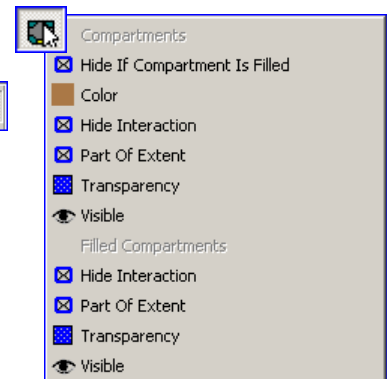 Compartments
Hide If Compartment Is Filled
Color
Hide Interaction
Part Of Extent
Transparency
Visible
Filled Compartments
Hide Interaction
Part Of Extent
Transparency
Visible